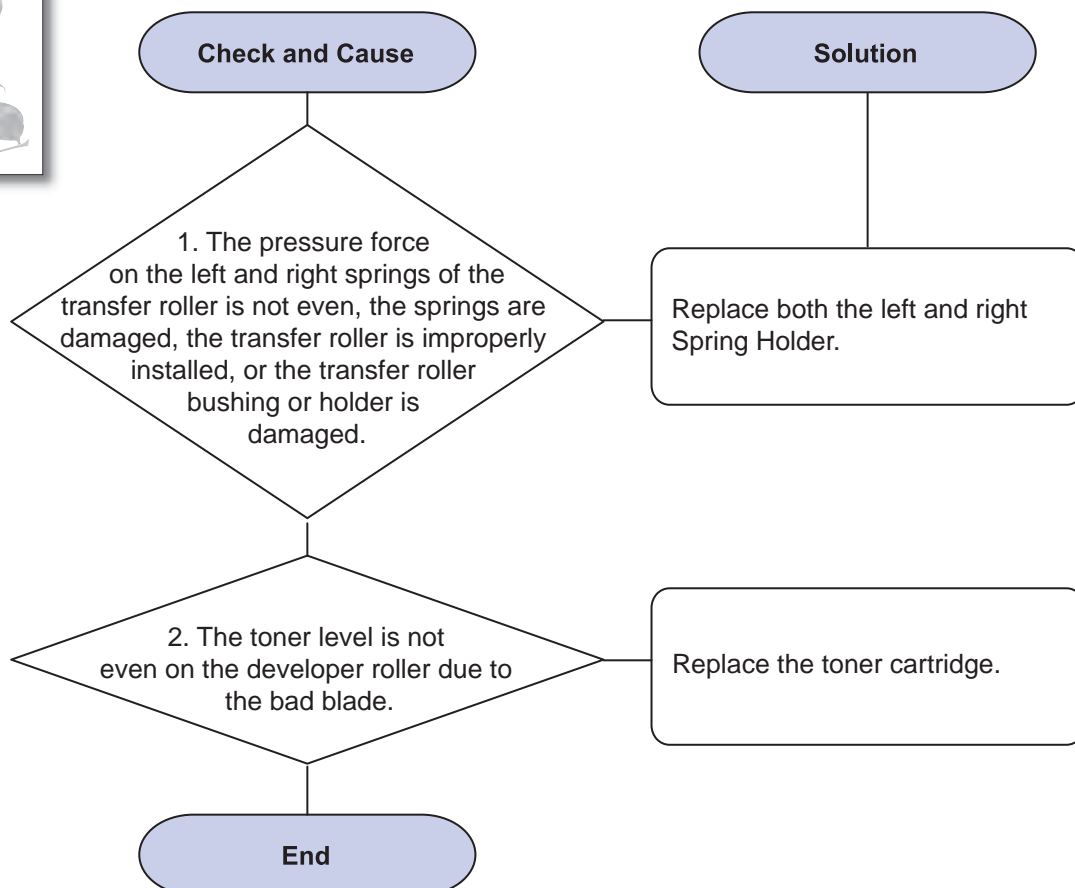 Check and Cause
Solution
1. The pressure force
on the left and right springs of the
transfer roller is not even, the springs are
damaged, the transfer roller is improperly
installed, or the transfer roller
bushing or holder is
damaged.
Replace both the left and right
Spring Holder.
2. The toner level is not
even on the developer roller due to
the bad blade.
Replace the toner cartridge.
End